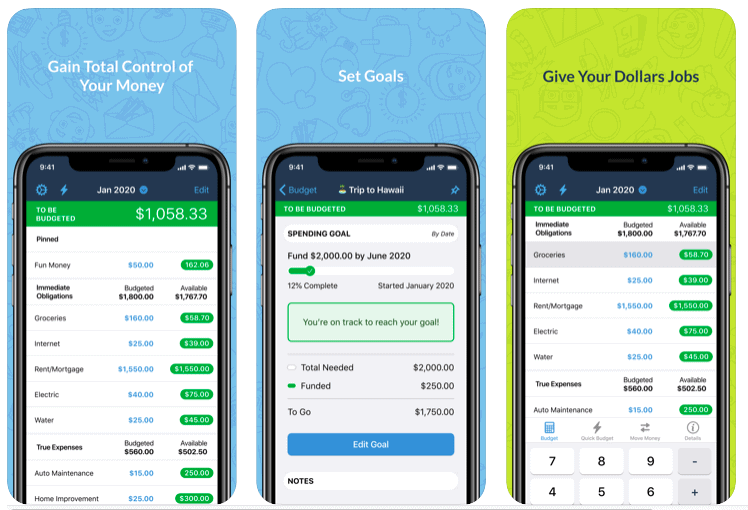 Gain Total Control of
Your Money
9:41
Jan 2020
Edit
TO BE
BUDGETED
$1,058.33
Pinned
Fun Money $50.00 162.06
Immediate
Obligations
Budgeted
$1,800.00
Available
$1,767.70
Groceries $160.00 $58.70
Internet $25.00 $39.00
Rent/Mortgage $1,550.00 $1,550.00
Electric $40.00 $75.00
Water $25.00 $45.00
True Expenses
Budgeted
$560.00
Available
$502.50
Auto Maintenance $15.00 250.00
Home Improvement $25.00 $300.00
Set Goals
9:41
Budget
Trip to Hawaii
TO BE BUDGETED $1,058.33
SPENDING GOAL By Date
Fund $2,000.00 by June 2020
12% Complete Started January 2020
You're on track to reach your goal!
Total Needed $2,000.00
Funded $250.00
To Go $1,750.00
Edit Goal
NOTES
Give Your Dollars Jobs
9:41
Jan 2020
Edit
TO BE BUDGETED $1,058.33
Immediate
Obligations
Budgeted
$1,800.00
Available
$1,767.70
Groceries $160.00 $58.70
Internet $25.00 $39.00
Rent/Mortgage $1,550.00 $1,550.00
Electric $40.00 $75.00
Water $25.00 $45.00
True Expenses
Budgeted
$560.00
Available
$502.50
Auto Maintenance $15.00 250.00
Budget Quick Budget Move Money Details
7 8 9 -
4 5 6 +